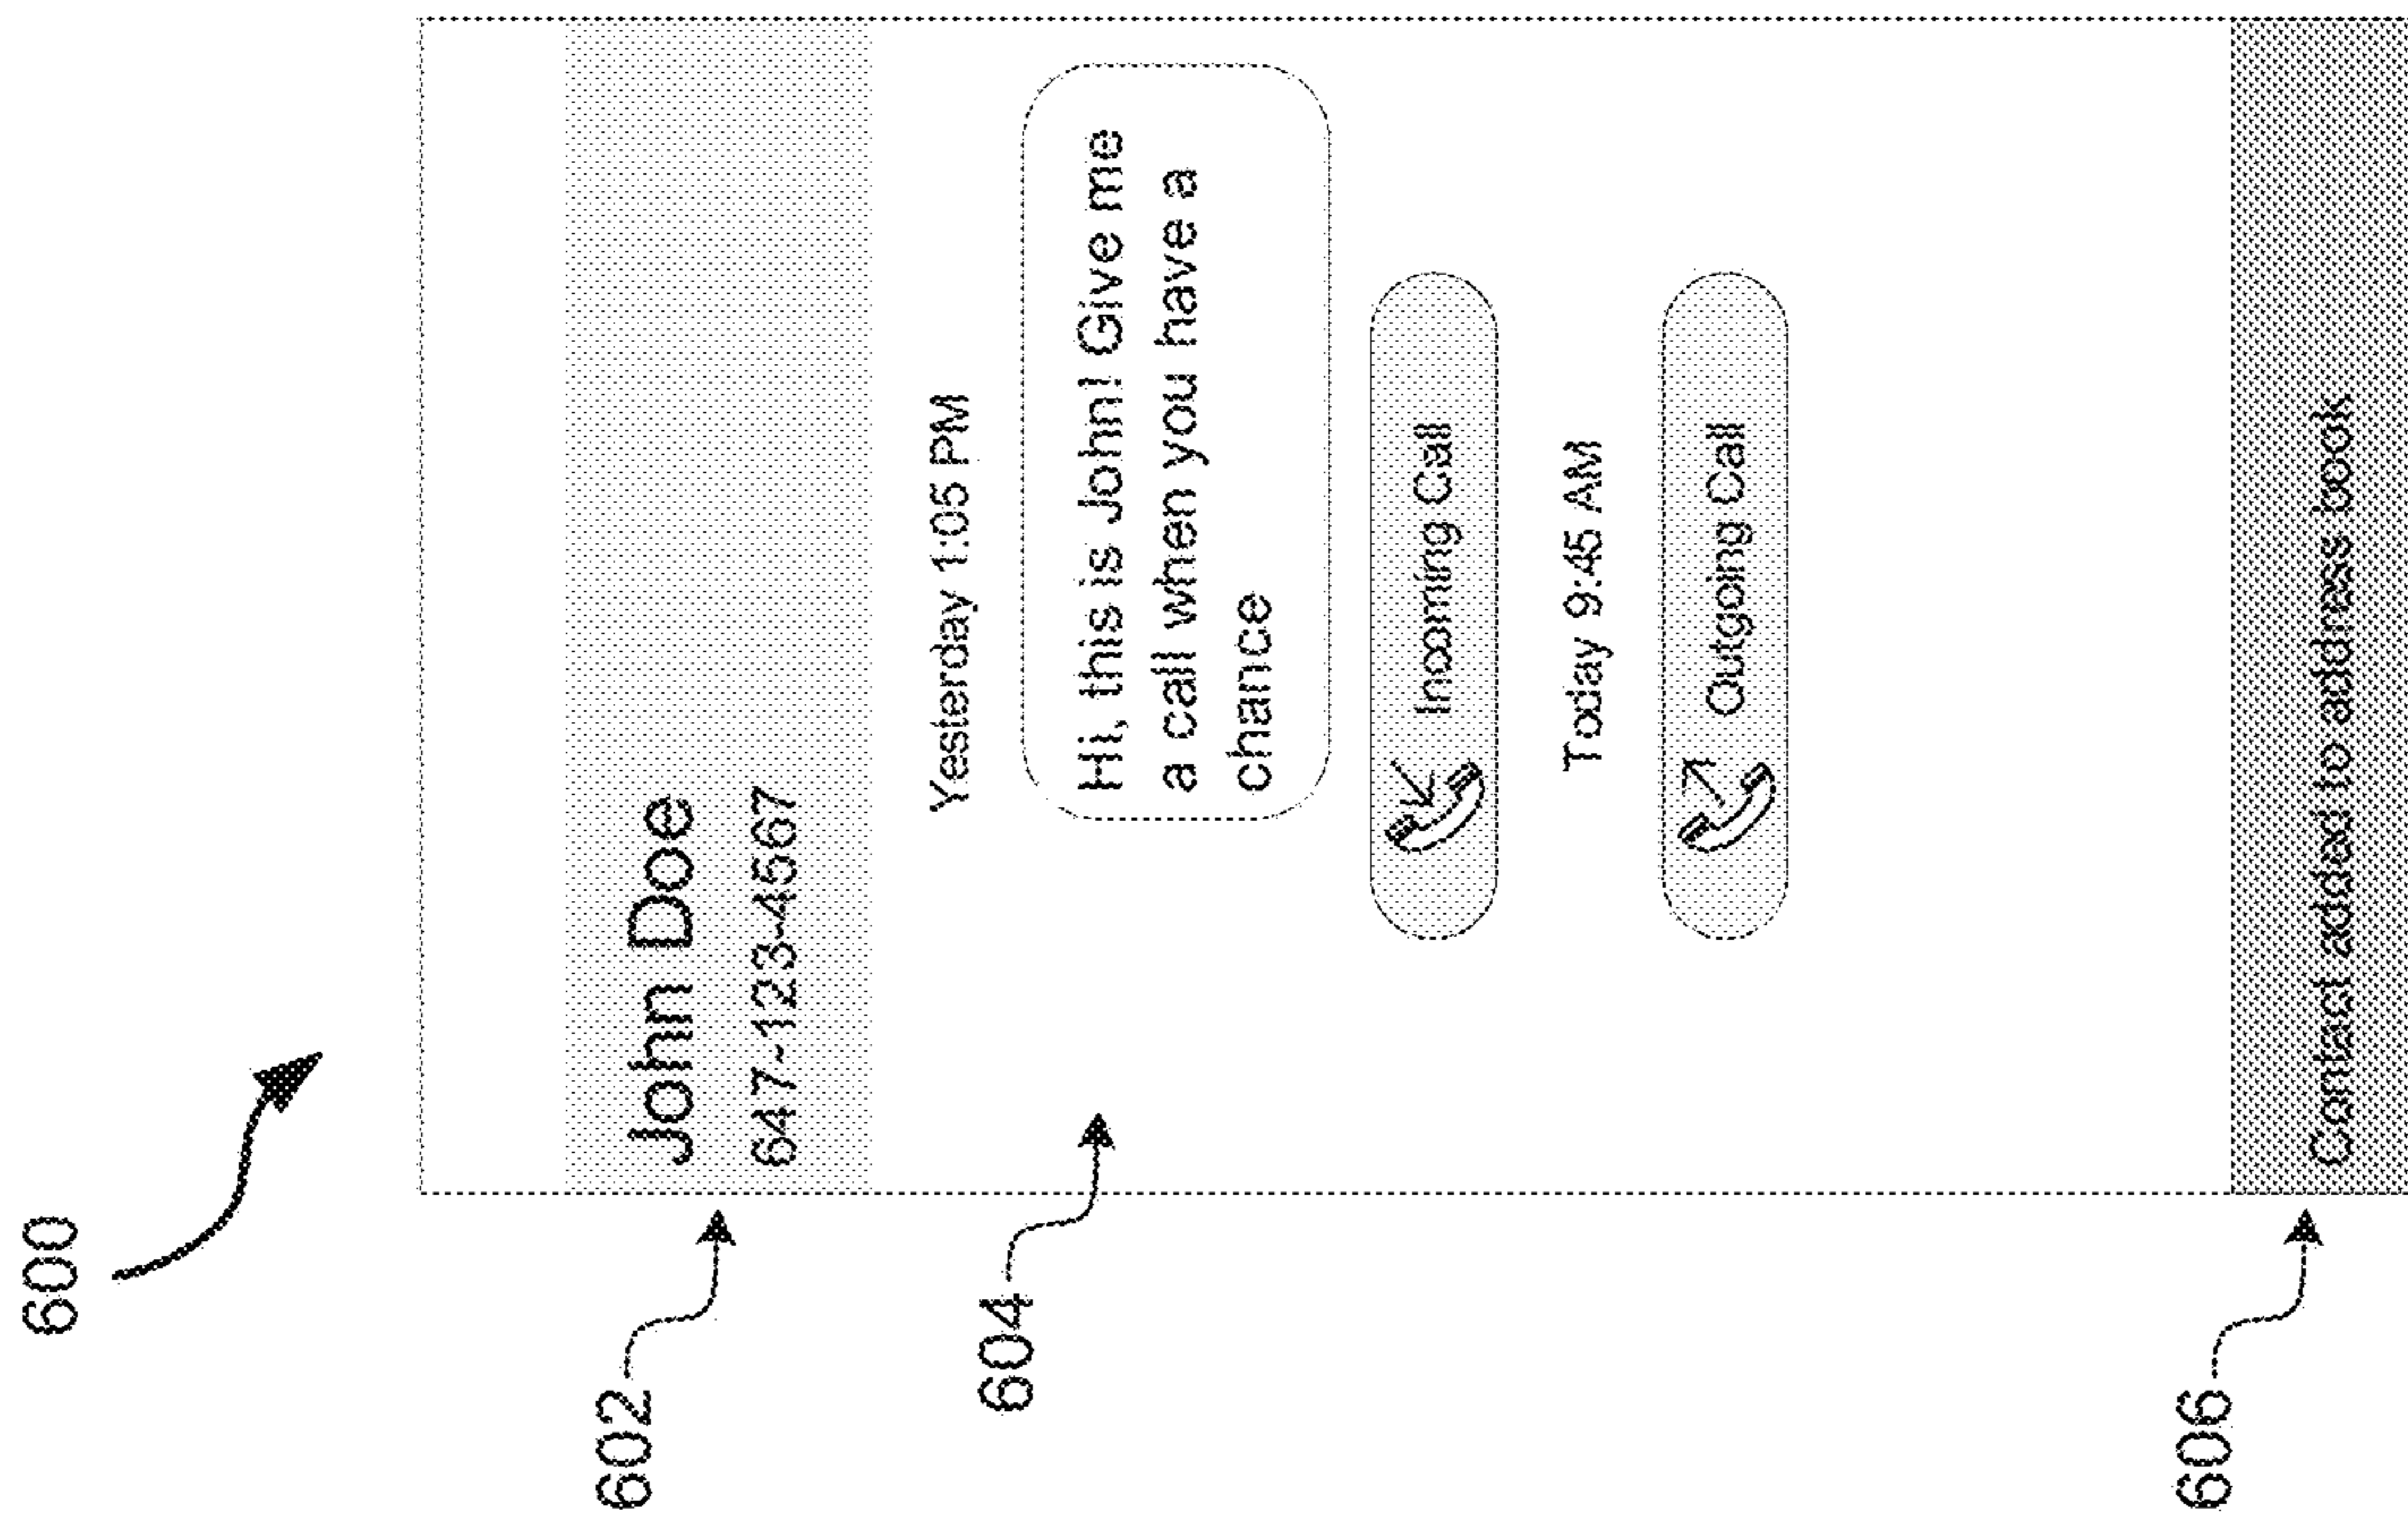 600
602
John Doe
647-123-4567
Yesterday 1:05 PM
604
Hi, this is John! Give me
a call when you have a
chance
Incoming Call
Today 9:45 AM
Outgoing Call
606
Contact added to address book